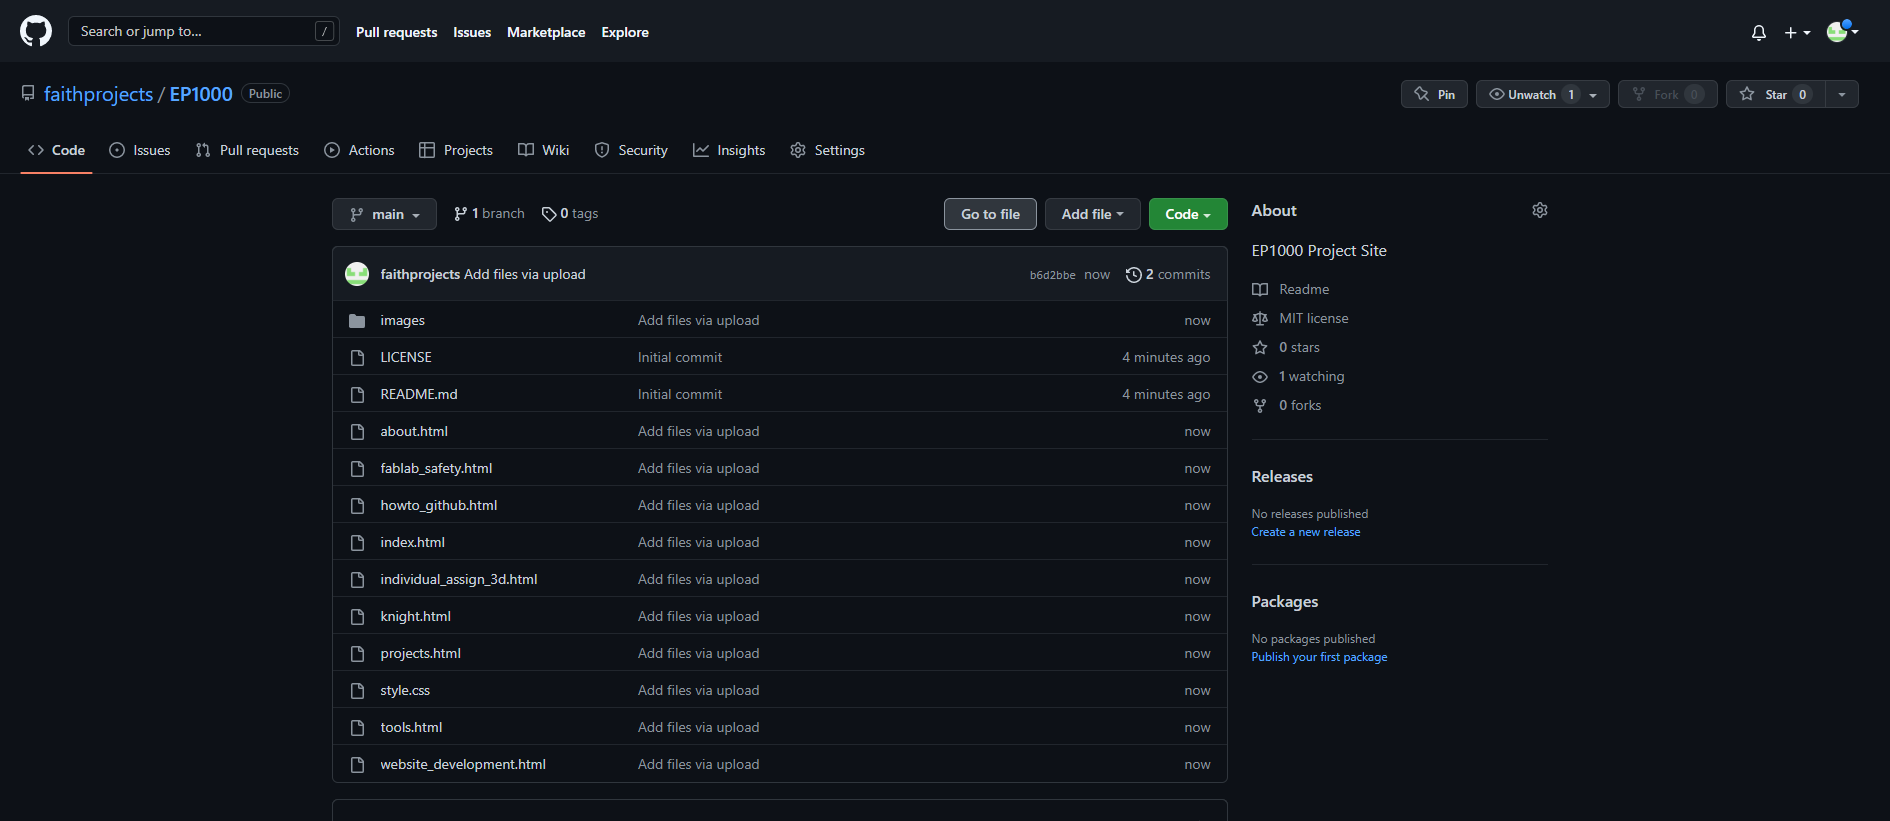 Search or jump to... / Pull requests Issues Marketplace Explore
faithprojects / EP1000 Public Pin Unwatch 1 Fork 0 Star 0
Code Issues Pull requests Actions Projects Wiki Security Insights Settings
main 1 branch 0 tags Go to file Add file Code
faithprojects Add files via upload b6d2bbe now 2 commits
images Add files via upload now
LICENSE Initial commit 4 minutes ago
README.md Initial commit 4 minutes ago
about.html Add files via upload now
fablab_safety.html Add files via upload now
howto_github.html Add files via upload now
index.html Add files via upload now
individual_assign_3d.html Add files via upload now
knight.html Add files via upload now
projects.html Add files via upload now
style.css Add files via upload now
tools.html Add files via upload now
website_development.html Add files via upload now
About
EP1000 Project Site
Readme
MIT license
0 stars
1 watching
0 forks
Releases
No releases published
Create a new release
Packages
No packages published
Publish your first package